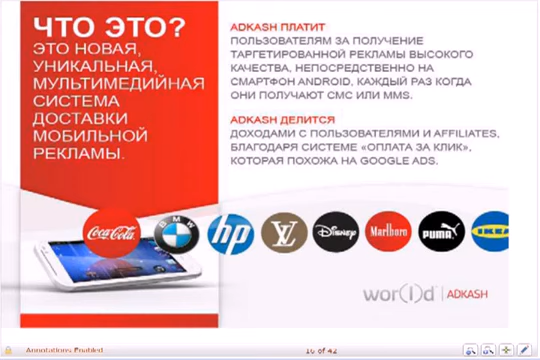 ЧТО ЭТО?
ЭТО НОВАЯ,
УНИКАЛЬНАЯ,
МУЛЬТИМЕДИЙНАЯ
СИСТЕМА
ДОСТАВКИ
МОБИЛЬНОЙ
РЕКЛАМЫ.
ADKASH ПЛАТИТ
ПОЛЬЗОВАТЕЛЯМ ЗА ПОЛУЧЕНИЕ
ТАРГЕТИРОВАННОЙ РЕКЛАМЫ ВЫСОКОГО
КАЧЕСТВА, НЕПОСРЕДСТВЕННО НА
СМАРТФОН ANDROID, КАЖДЫЙ РАЗ КОГДА
ОНИ ПОЛУЧАЮТ СМС ИЛИ MMS.
ADKASH ДЕЛИТСЯ
ДОХОДАМИ С ПОЛЬЗОВАТЕЛЯМИ И AFFILIATES,
БЛАГОДАРЯ СИСТЕМЕ «ОПЛАТА ЗА КЛИК»,
КОТОРАЯ ПОХОЖА НА GOOGLE ADS.
Coca-Cola BMW hp LV Disney Marlboro PUMA IKEA
wor(l)d | ADKASH
Annotations Enabled 16 of 42